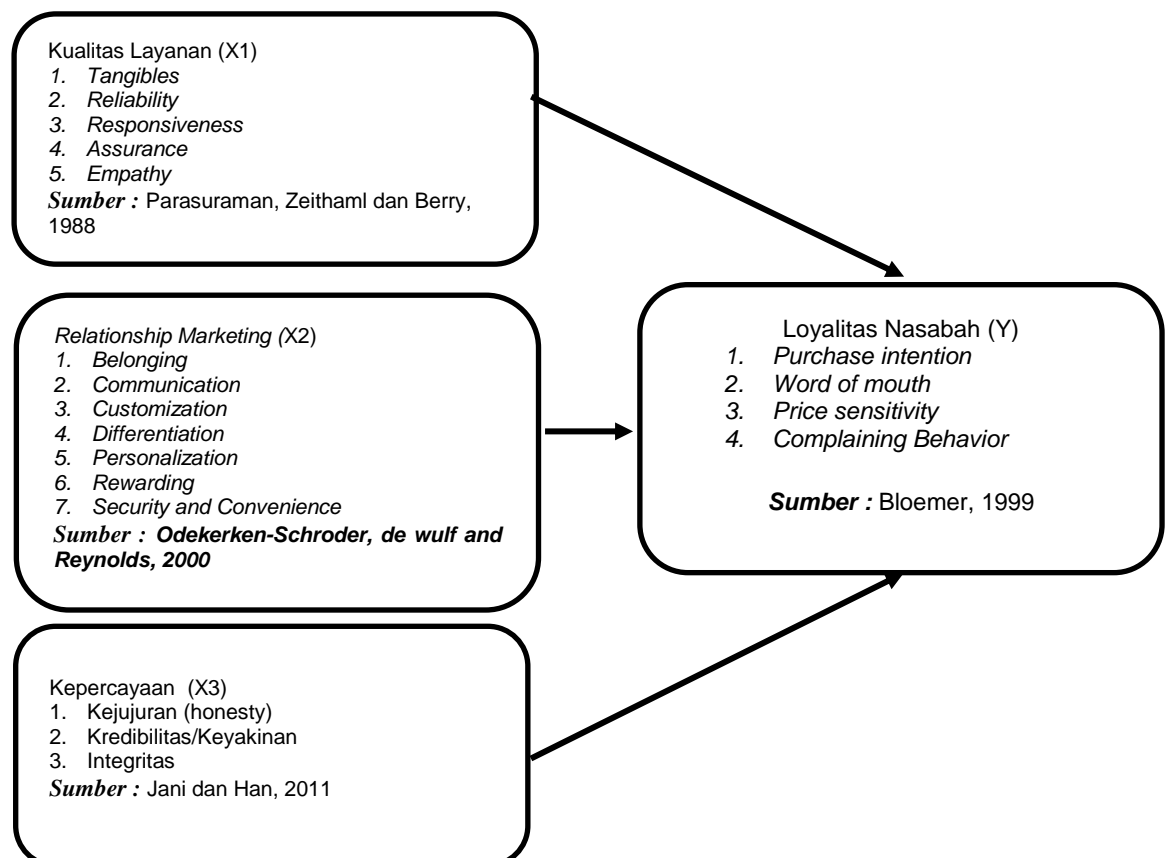 Kualitas Layanan (X1)
1. Tangibles
2. Reliability
3. Responsiveness
4. Assurance
5. Empathy
Sumber : Parasuraman, Zeithaml dan Berry,
1988
Relationship Marketing (X2)
1. Belonging
2. Communication
3. Customization
4. Differentiation
5. Personalization
6. Rewarding
7. Security and Convenience
Sumber : Odekerken-Schroder, de wulf and
Reynolds, 2000
Kepercayaan (X3)
1. Kejujuran (honesty)
2. Kredibilitas/Keyakinan
3. Integritas
Sumber : Jani dan Han, 2011
Loyalitas Nasabah (Y)
1. Purchase intention
2. Word of mouth
3. Price sensitivity
4. Complaining Behavior
Sumber : Bloemer, 1999